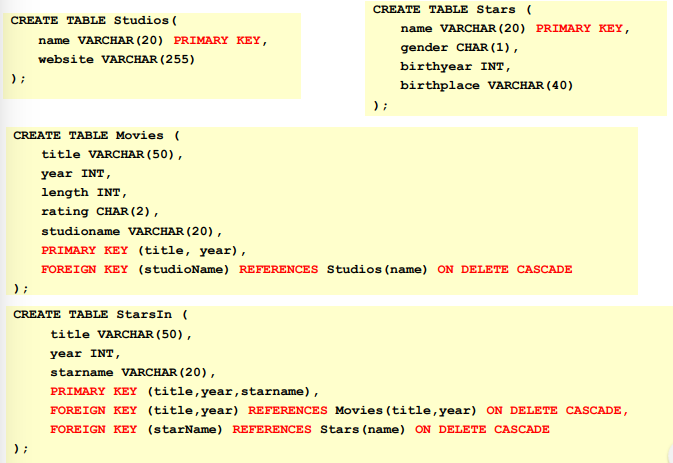 CREATE TABLE Studios(
name VARCHAR(20) PRIMARY KEY,
website VARCHAR(255)
);
CREATE TABLE Stars (
name VARCHAR(20) PRIMARY KEY,
gender CHAR(1),
birthyear INT,
birthplace VARCHAR(40)
);
CREATE TABLE Movies (
title VARCHAR(50),
year INT,
length INT,
rating CHAR(2),
studioname VARCHAR(20),
PRIMARY KEY (title, year),
FOREIGN KEY (studioName) REFERENCES Studios(name) ON DELETE CASCADE
);
CREATE TABLE StarsIn (
title VARCHAR(50),
year INT,
starname VARCHAR(20),
PRIMARY KEY (title,year,starname),
FOREIGN KEY (title,year) REFERENCES Movies(title,year) ON DELETE CASCADE,
FOREIGN KEY (starName) REFERENCES Stars(name) ON DELETE CASCADE
);